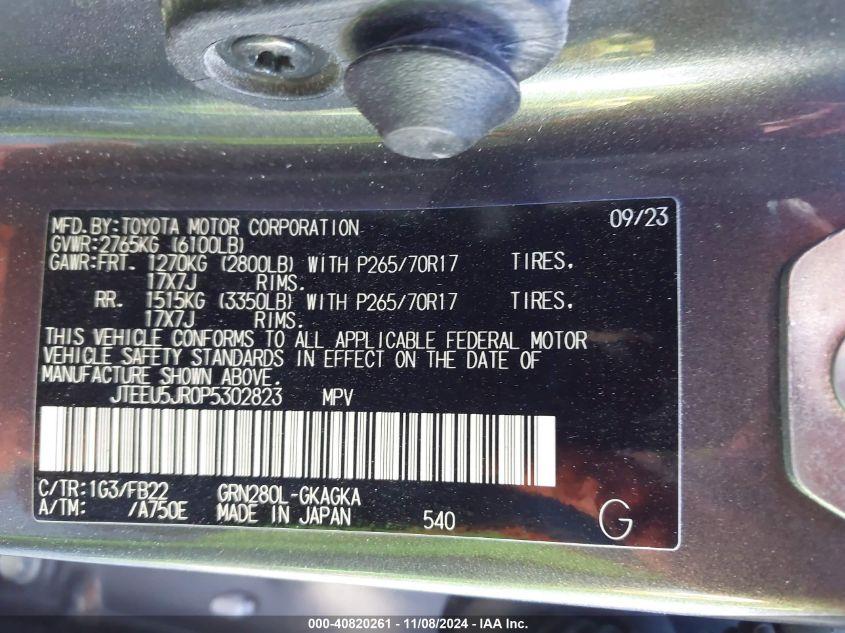 MFD.BY:TOYOTA MOTOR CORPORATION 09/23
GVWR:2765KG (6100LB)
GAWR:FRT. 1270KG (2800LB) WITH P265/70R17 TIRES.
17X7J RIMS.
RR. 1515KG (3350LB) WITH P265/70R17 TIRES.
17X7J RIMS.
THIS VEHICLE CONFORMS TO ALL APPLICABLE FEDERAL MOTOR
VEHICLE SAFETY STANDARDS IN EFFECT ON THE DATE OF
MANUFACTURE SHOWN ABOVE.
JTEEU5JR0P5302823 MPV
C/TR:1G3/FB22 GRN280L-GKAGKA
A/TM: /A750E MADE IN JAPAN 540 G
000-40820261 - 11/08/2024 - IAA Inc.